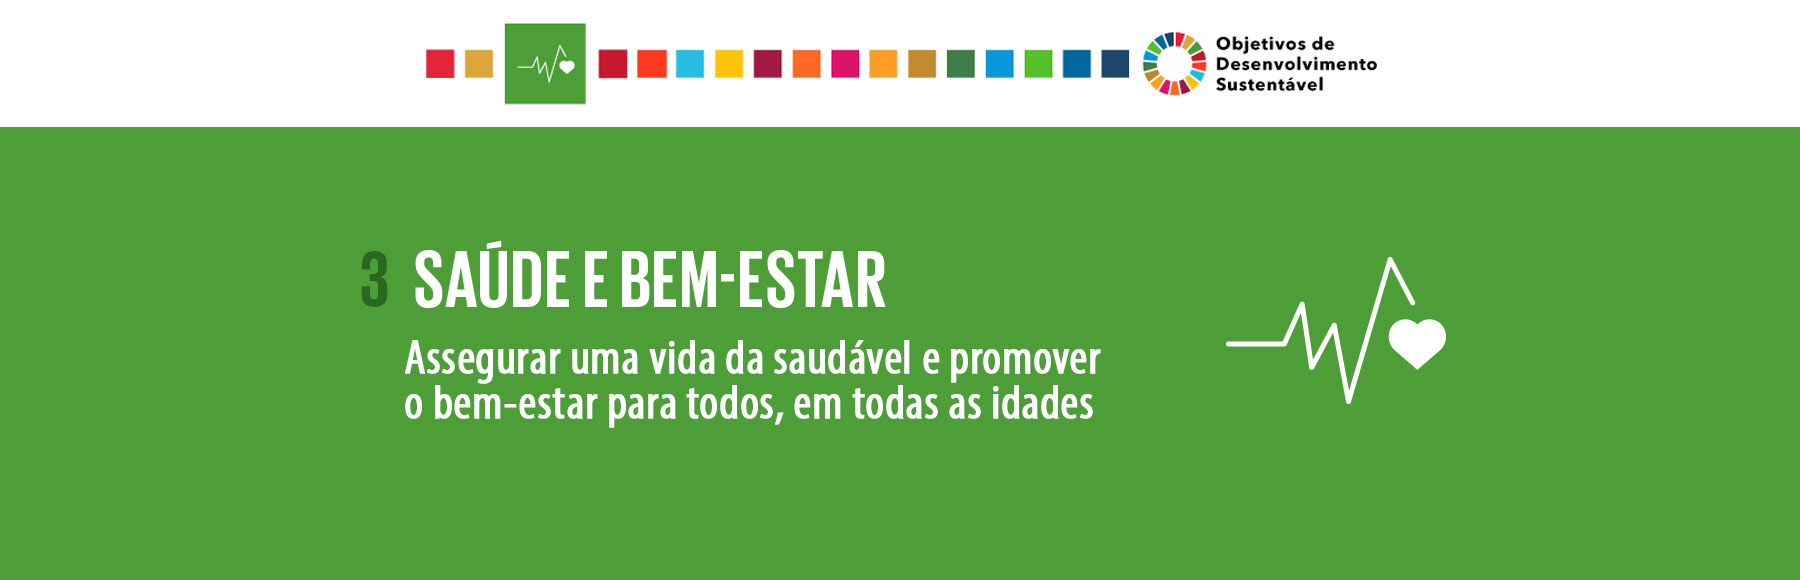 Objetivos de
Desenvolvimento
Sustentável
3 SAÚDE E BEM-ESTAR
Assegurar uma vida da saudável e promover
o bem-estar para todos, em todas as idades